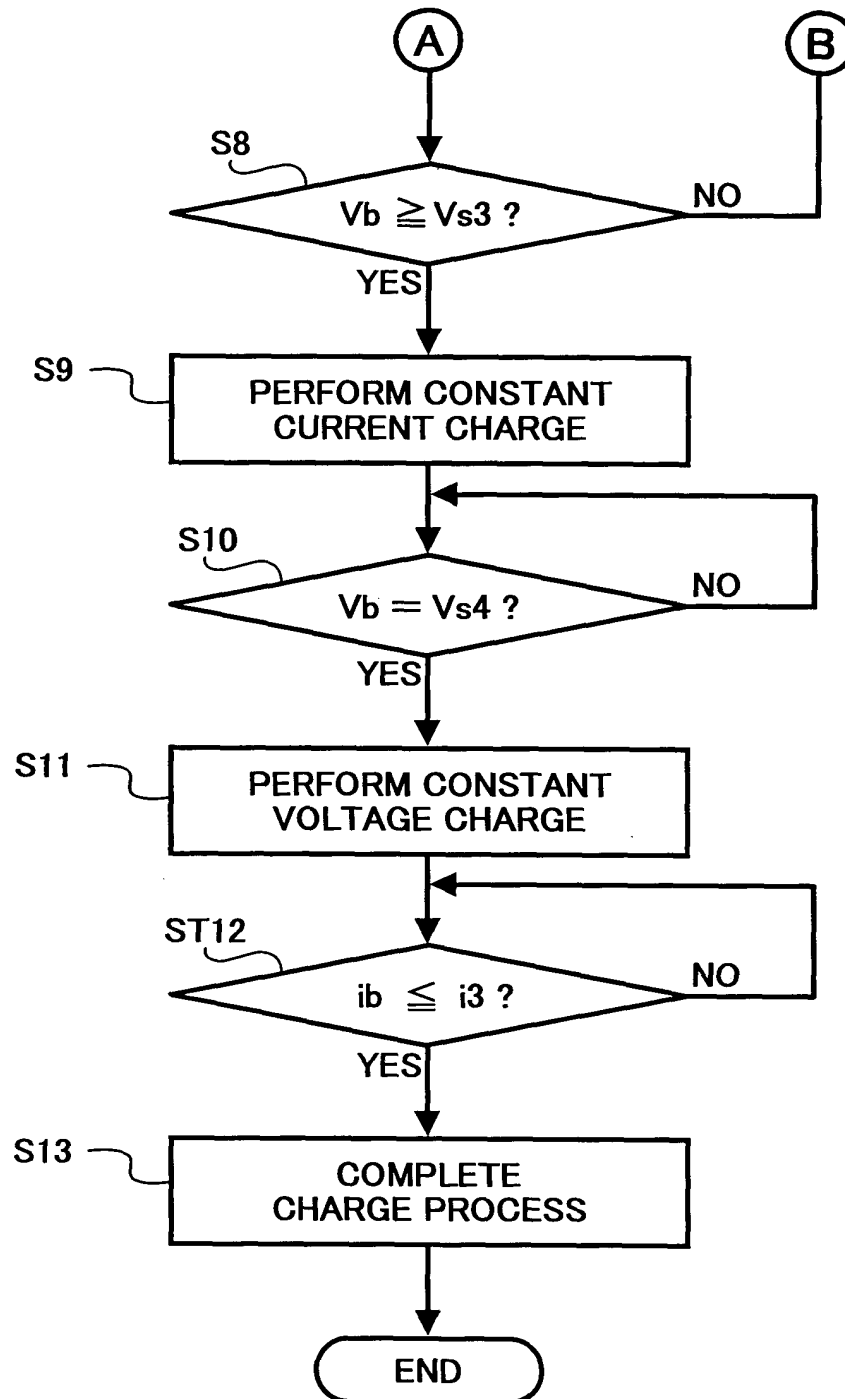 A
B
S8
Vb ≧ Vs3 ?
NO
YES
S9
PERFORM CONSTANT
CURRENT CHARGE
S10
Vb = Vs4 ?
NO
YES
S11
PERFORM CONSTANT
VOLTAGE CHARGE
ST12
ib ≦ i3 ?
NO
YES
S13
COMPLETE
CHARGE PROCESS
END